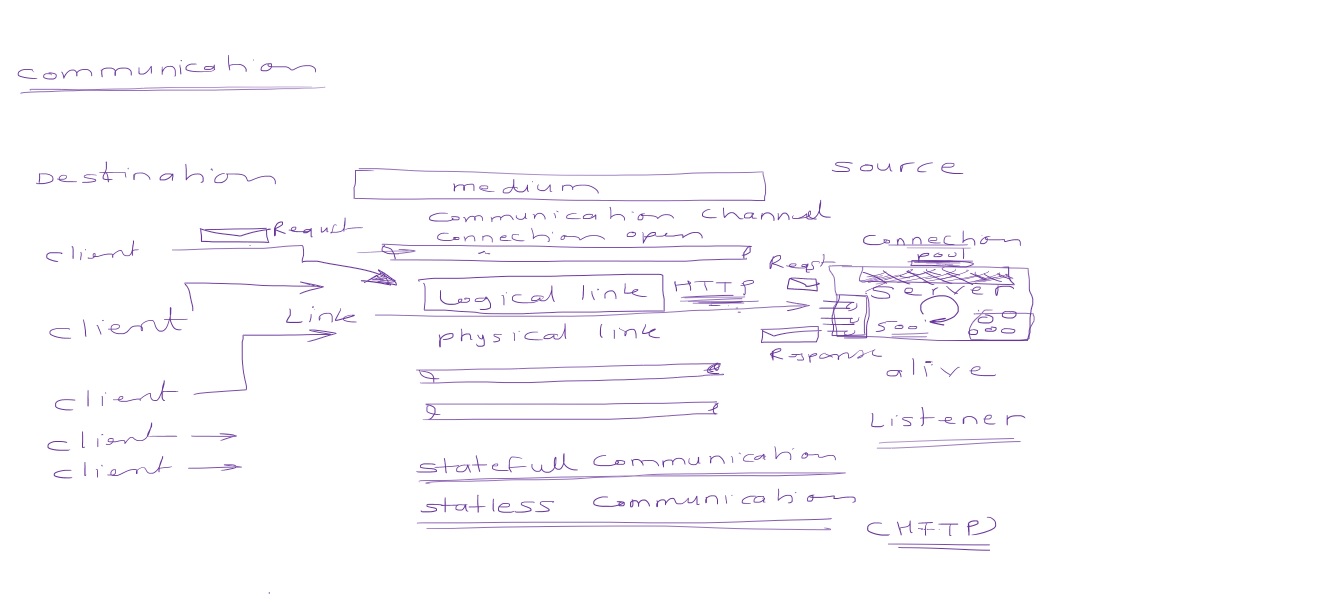 Communication
Destination
Source
medium
Communication channel
Connection open
Requst
client
Connection
pool
Reqst
Logical link
HTTP
Server
Link
client
physical link
500
Response
alive
client
Listener
client
client
statefull Communication
statless Communication
(HTTP)